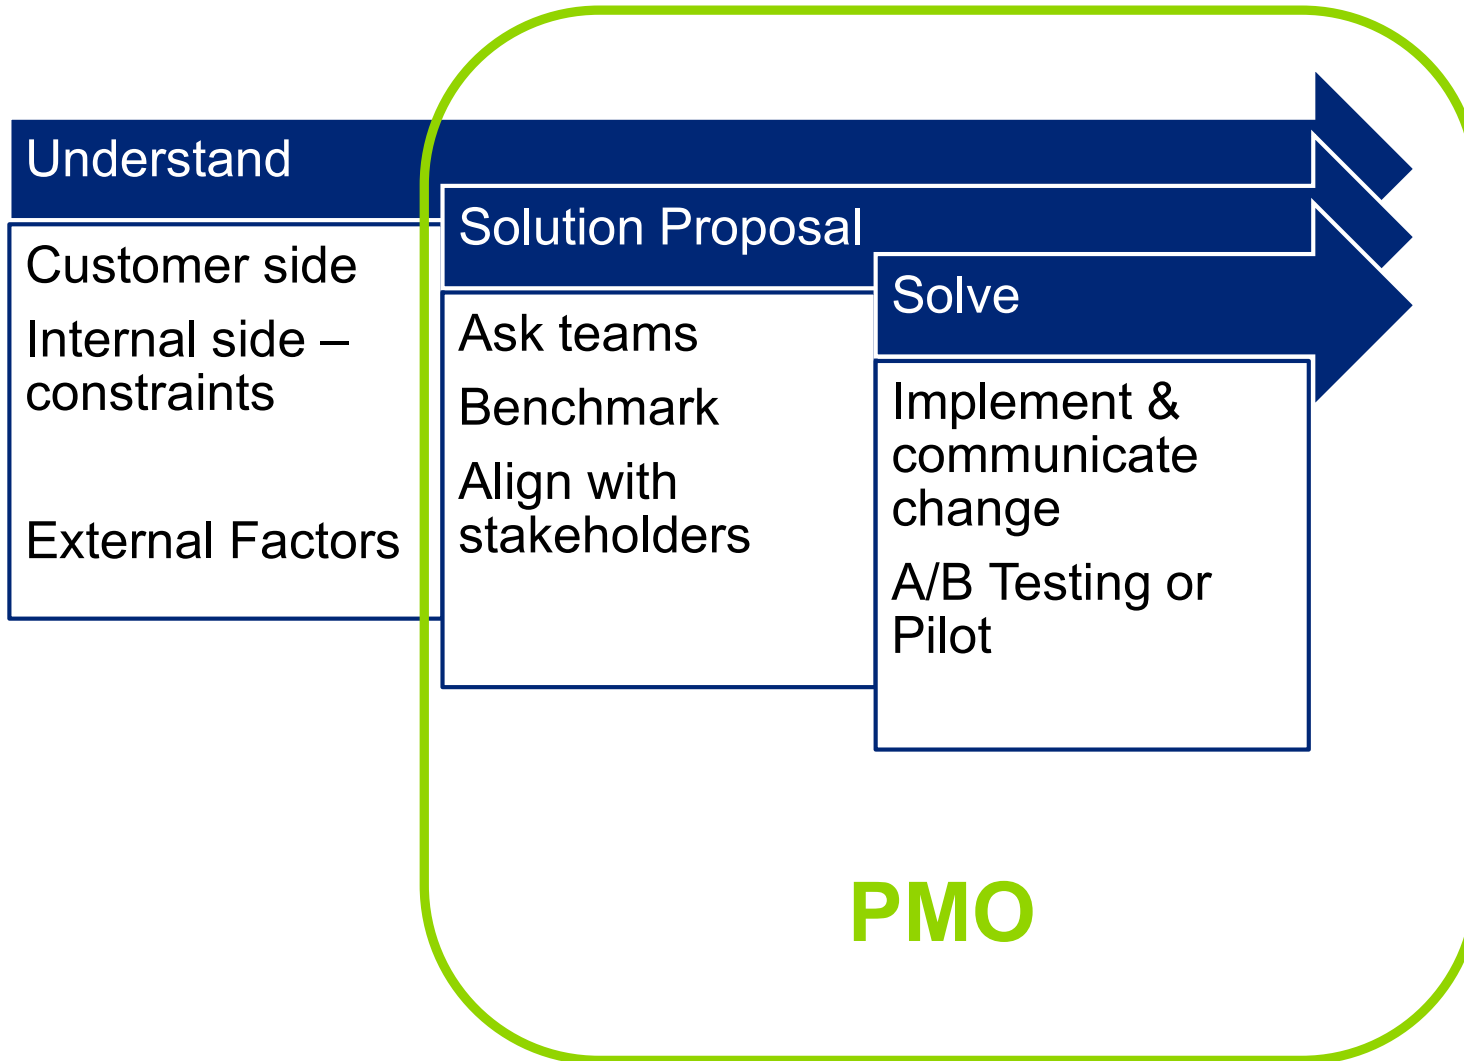 Understand
Customer side
Internal side –
constraints
External Factors
Solution Proposal
Ask teams
Benchmark
Align with
stakeholders
Solve
Implement &
communicate
change
A/B Testing or
Pilot
PMO